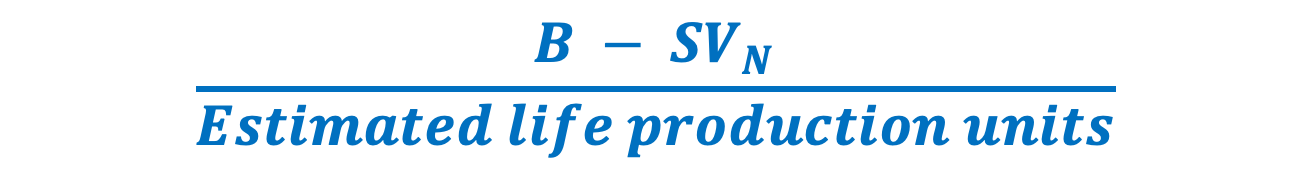 B − SV_N
Estimated life production units